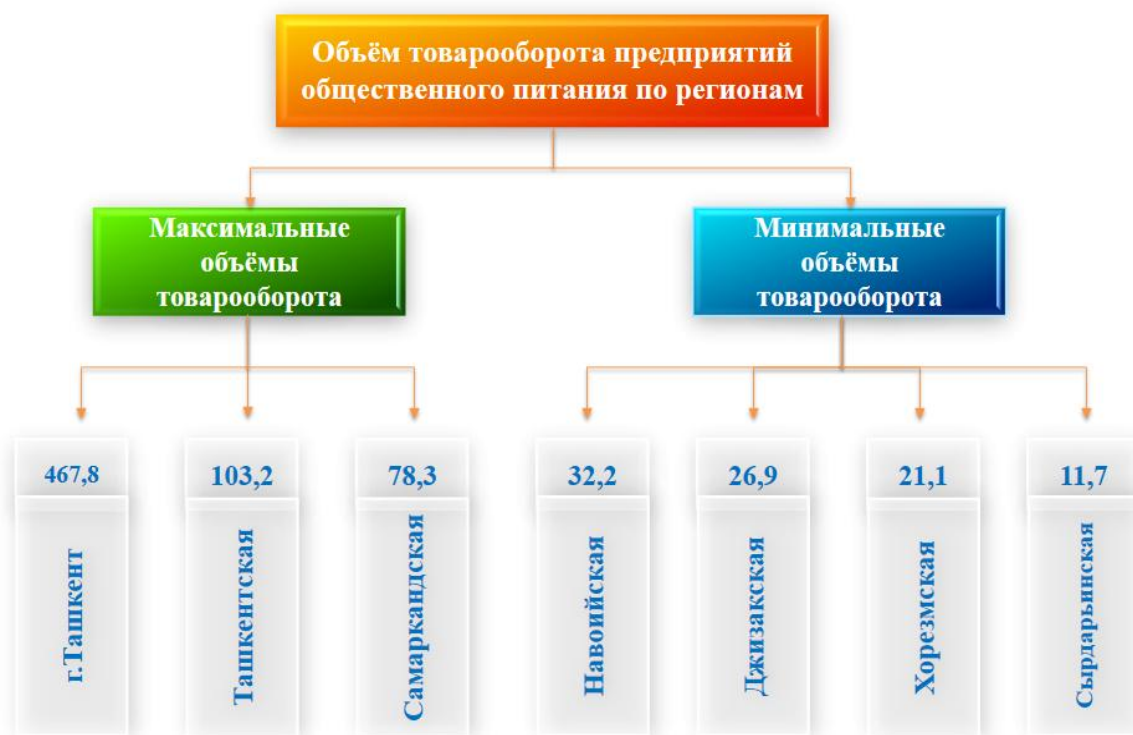 Объём товарооборота предприятий
общественного питания по регионам
Максимальные
объёмы
товарооборота
Минимальные
объёмы
товарооборота
467,8
103,2
78,3
32,2
26,9
21,1
11,7
г.Ташкент
Ташкентская
Самаркандская
Навоийская
Джизакская
Хорезмская
Сырдарьинская